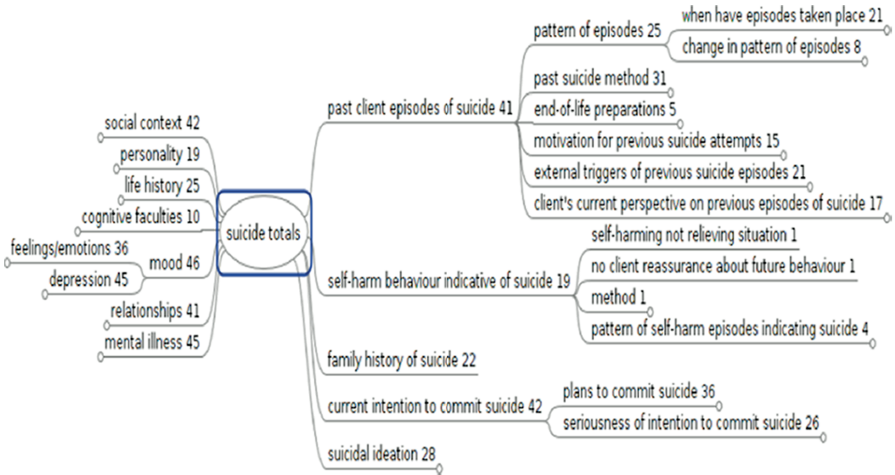 social context 42
personality 19
life history 25
cognitive faculties 10
feelings/emotions 36
mood 46
depression 45
relationships 41
mental illness 45
suicide totals
past client episodes of suicide 41
pattern of episodes 25
when have episodes taken place 21
change in pattern of episodes 8
past suicide method 31
end-of-life preparations 5
motivation for previous suicide attempts 15
external triggers of previous suicide episodes 21
client's current perspective on previous episodes of suicide 17
self-harm behaviour indicative of suicide 19
self-harming not relieving situation 1
no client reassurance about future behaviour 1
method 1
pattern of self-harm episodes indicating suicide 4
family history of suicide 22
current intention to commit suicide 42
plans to commit suicide 36
seriousness of intention to commit suicide 26
suicidal ideation 28